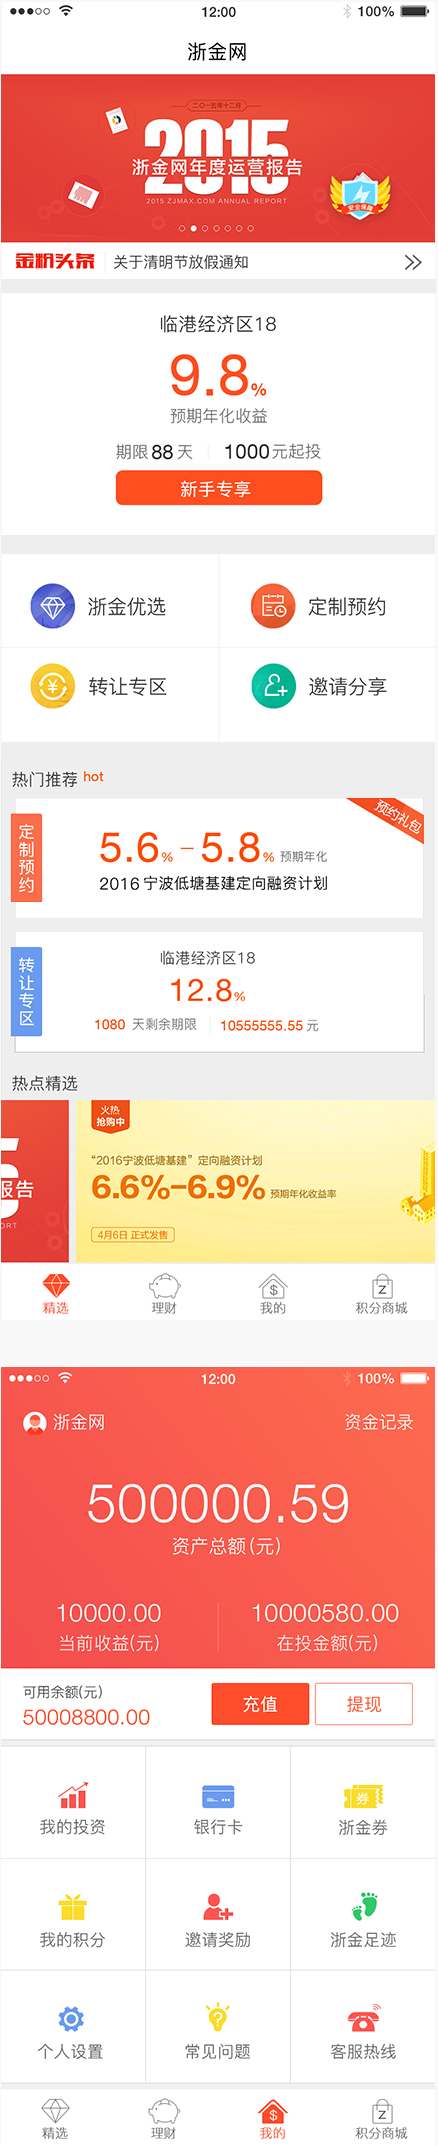 12:00
100%
浙金网
二〇一五年十二月
2015
浙金网年度运营报告
2015 ZJMAX.COM ANNUAL REPORT
安全保障
金粉头条
关于清明节放假通知
临港经济区18
9.8%
预期年化收益
期限88天
1000元起投
新手专享
浙金优选
定制预约
转让专区
邀请分享
热门推荐 hot
预约礼包
定制预约
5.6%-5.8% 预期年化
2016 宁波低塘基建定向融资计划
转让专区
临港经济区18
12.8%
1080 天剩余期限
10555555.55 元
热点精选
报告
ORT
火热
抢购中
“2016宁波低塘基建”定向融资计划
6.6%-6.9% 预期年化收益率
4月6日 正式发售
精选
理财
我的
积分商城
12:00
100%
浙金网
资金记录
500000.59
资产总额(元)
10000.00
10000580.00
当前收益(元)
在投金额(元)
可用余额(元)
50008800.00
充值
提现
我的投资
银行卡
券
浙金券
我的积分
邀请奖励
浙金足迹
个人设置
常见问题
客服热线
精选
理财
我的
积分商城